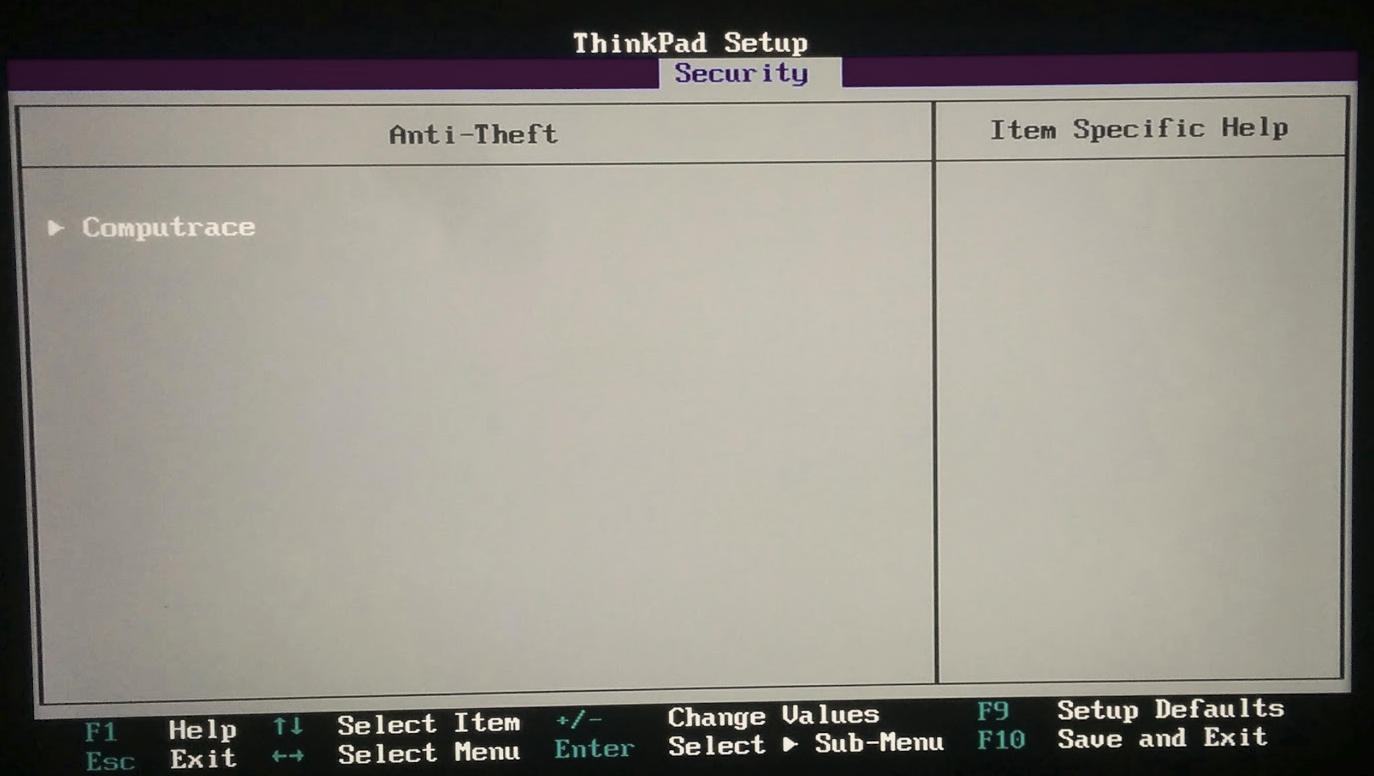 ThinkPad Setup
Security
Anti-Theft
Item Specific Help
▶ Computrace
F1 Help ↑↓ Select Item +/- Change Values F9 Setup Defaults
Esc Exit ←→ Select Menu Enter Select ▶ Sub-Menu F10 Save and Exit